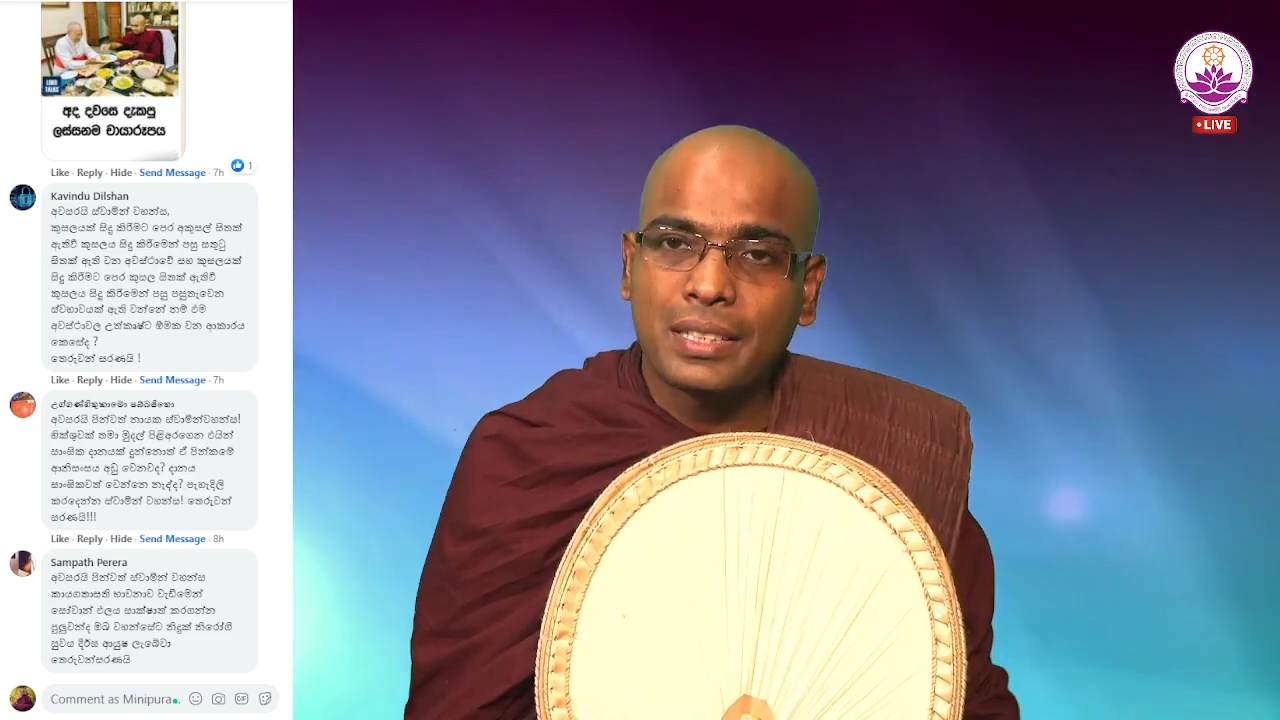 LIVE
අද දවසෙ දැකපු
ලස්සනම ඡායාරූපය
1
Like · Reply · Hide · Send Message · 7h
Kavindu Dilshan
අවසරයි ස්වාමීන් වහන්ස,
කුසලයක් සිදු කිරීමට පෙර අකුසල් සිතක්
ඇතිවී කුසලය සිදු කිරීමෙන් පසු සතුටු
සිතක් ඇති වන අවස්ථාවේ සහ කුසලයක්
සිදු කිරීමට පෙර කුසල සිතක් ඇතිවී
කුසලය සිදු කිරීමෙන් පසු පසුතැවෙන
ස්වභාවයක් ඇති වන්නේ නම් එම
අවස්ථාවල උත්කෘෂ්ට ඕමක වන ආකාරය
කෙසේද ?
තෙරුවන් සරණයි !
Like · Reply · Hide · Send Message · 7h
අවසරයි පින්වත් නායක ස්වාමීන්වහන්ස!
භික්ශුවක් තමා මුදල් පිළිඅරගෙන එයින්
සාංඝික දානයක් දුන්නොත් ඒ පින්කමේ
ආනිසංසය අඩු වෙනවද? දානය
සාංඝිකවත් වෙන්නෙ නැද්ද? පැහැදිලි
කරදෙන්න ස්වාමීන් වහන්ස! තෙරුවන්
සරණයි!!!
Like · Reply · Hide · Send Message · 8h
Sampath Perera
අවසරයි පින්වත් ස්වාමීන් වහන්ස
කායගතාසති භාවනාව වැඩීමෙන්
සෝවාන් ඵලය සාක්ෂාත් කරගන්න
පුලුවන්ද ඔබ වහන්සේට නිදුක් නිරෝගී
සුවය දීර්ඝ ආයුෂ ලැබේවා
තෙරුවන්සරණයි
Comment as Minipura